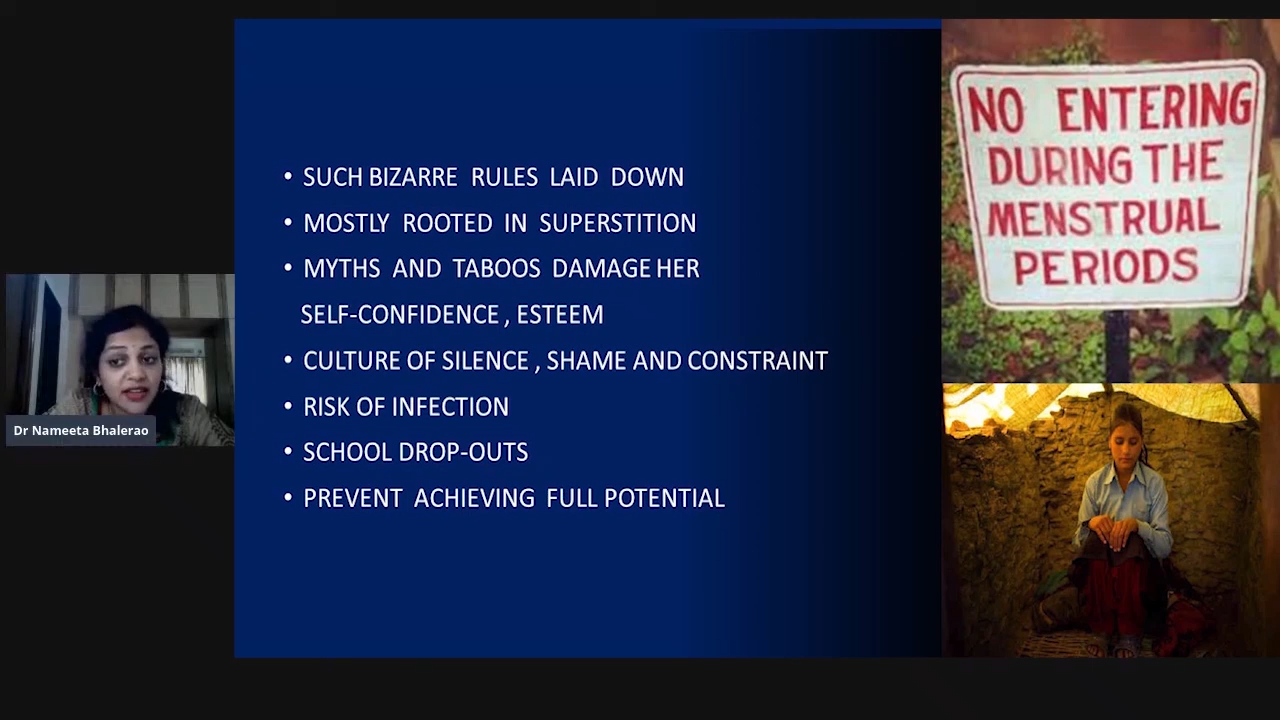 • SUCH BIZARRE RULES LAID DOWN
• MOSTLY ROOTED IN SUPERSTITION
• MYTHS AND TABOOS DAMAGE HER
SELF-CONFIDENCE , ESTEEM
• CULTURE OF SILENCE , SHAME AND CONSTRAINT
• RISK OF INFECTION
• SCHOOL DROP-OUTS
• PREVENT ACHIEVING FULL POTENTIAL
NO ENTERING
DURING THE
MENSTRUAL
PERIODS
Dr Nameeta Bhalerao